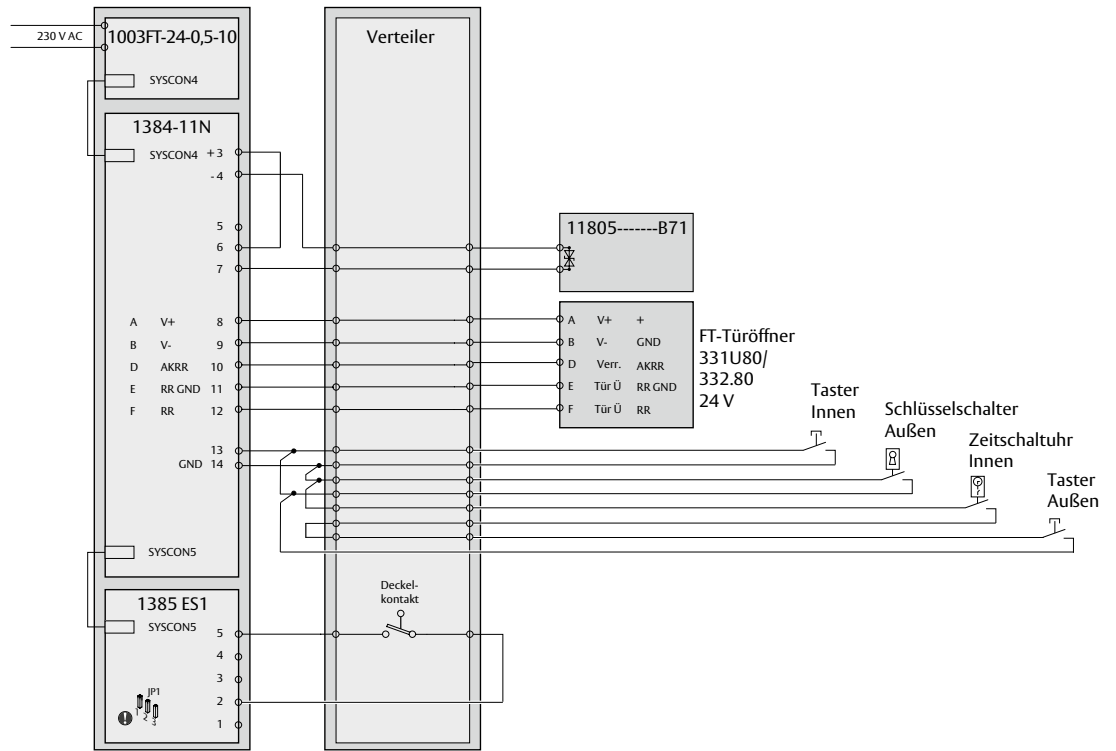 230 V AC
1003FT-24-0,5-10
SYSCON4
Verteiler
1384-11N
SYSCON4 +3
-4
5
6
7
A V+ 8
B V- 9
D AKRR 10
E RR GND 11
F RR 12
13
GND 14
SYSCON5
11805-------B71
A V+ +
B V- GND
D Verr. AKRR
E Tür Ü RR GND
F Tür Ü RR
FT-Türöffner
331U80/
332.80
24 V
Taster
Innen
Schlüsselschalter
Außen
Zeitschaltuhr
Innen
Taster
Außen
Deckel-
kontakt
1385 ES1
SYSCON5
5
4
3
2
1
JP1
1 2 3